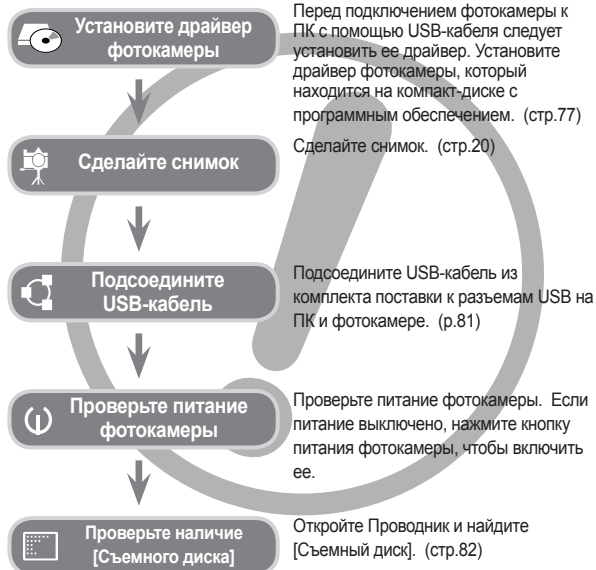 Установите драйвер
фотокамеры
Перед подключением фотокамеры к
ПК с помощью USB-кабеля следует
установить ее драйвер. Установите
драйвер фотокамеры, который
находится на компакт-диске с
программным обеспечением. (стр.77)
Сделайте снимок
Сделайте снимок. (стр.20)
Подсоедините
USB-кабель
Подсоедините USB-кабель из
комплекта поставки к разъемам USB на
ПК и фотокамере. (p.81)
Проверьте питание
фотокамеры
Проверьте питание фотокамеры. Если
питание выключено, нажмите кнопку
питания фотокамеры, чтобы включить
ее.
Проверьте наличие
[Съемного диска]
Откройте Проводник и найдите
[Съемный диск]. (стр.82)